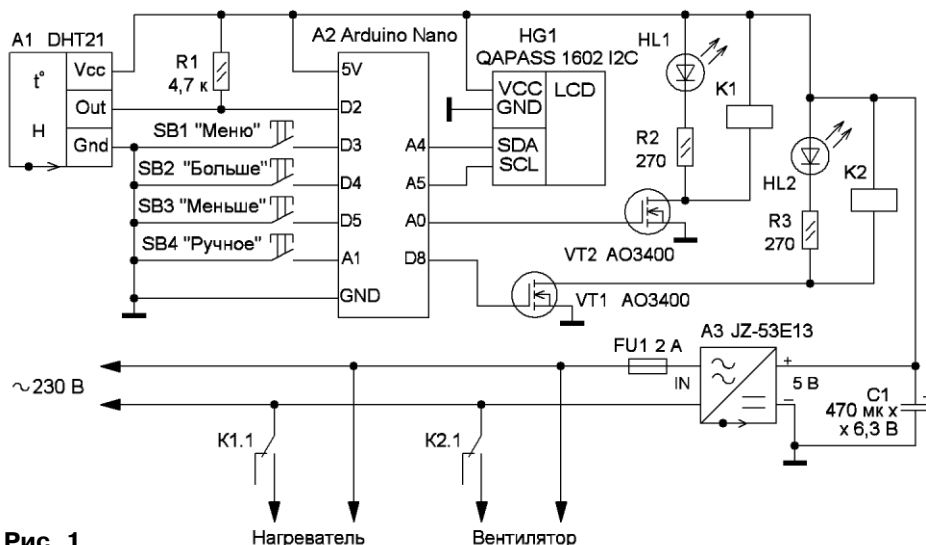 A1 DHT21
t°
H
Vcc
Out
Gnd
R1
4,7 к
SB1 "Меню"
SB2 "Больше"
SB3 "Меньше"
SB4 "Ручное"
A2 Arduino Nano
5V
D2
D3
D4
D5
A1
GND
A4
A5
A0
D8
HG1
QAPASS 1602 I2C
VCC
GND
SDA
SCL
LCD
HL1
K1
R2
270
VT2 AO3400
HL2
K2
R3
270
VT1 AO3400
~230 В
FU1 2 A
A3 JZ-53E13
IN
+
5 В
–
C1
470 мк х
х 6,3 В
+
K1.1
K2.1
Нагреватель
Вентилятор
Рис. 1